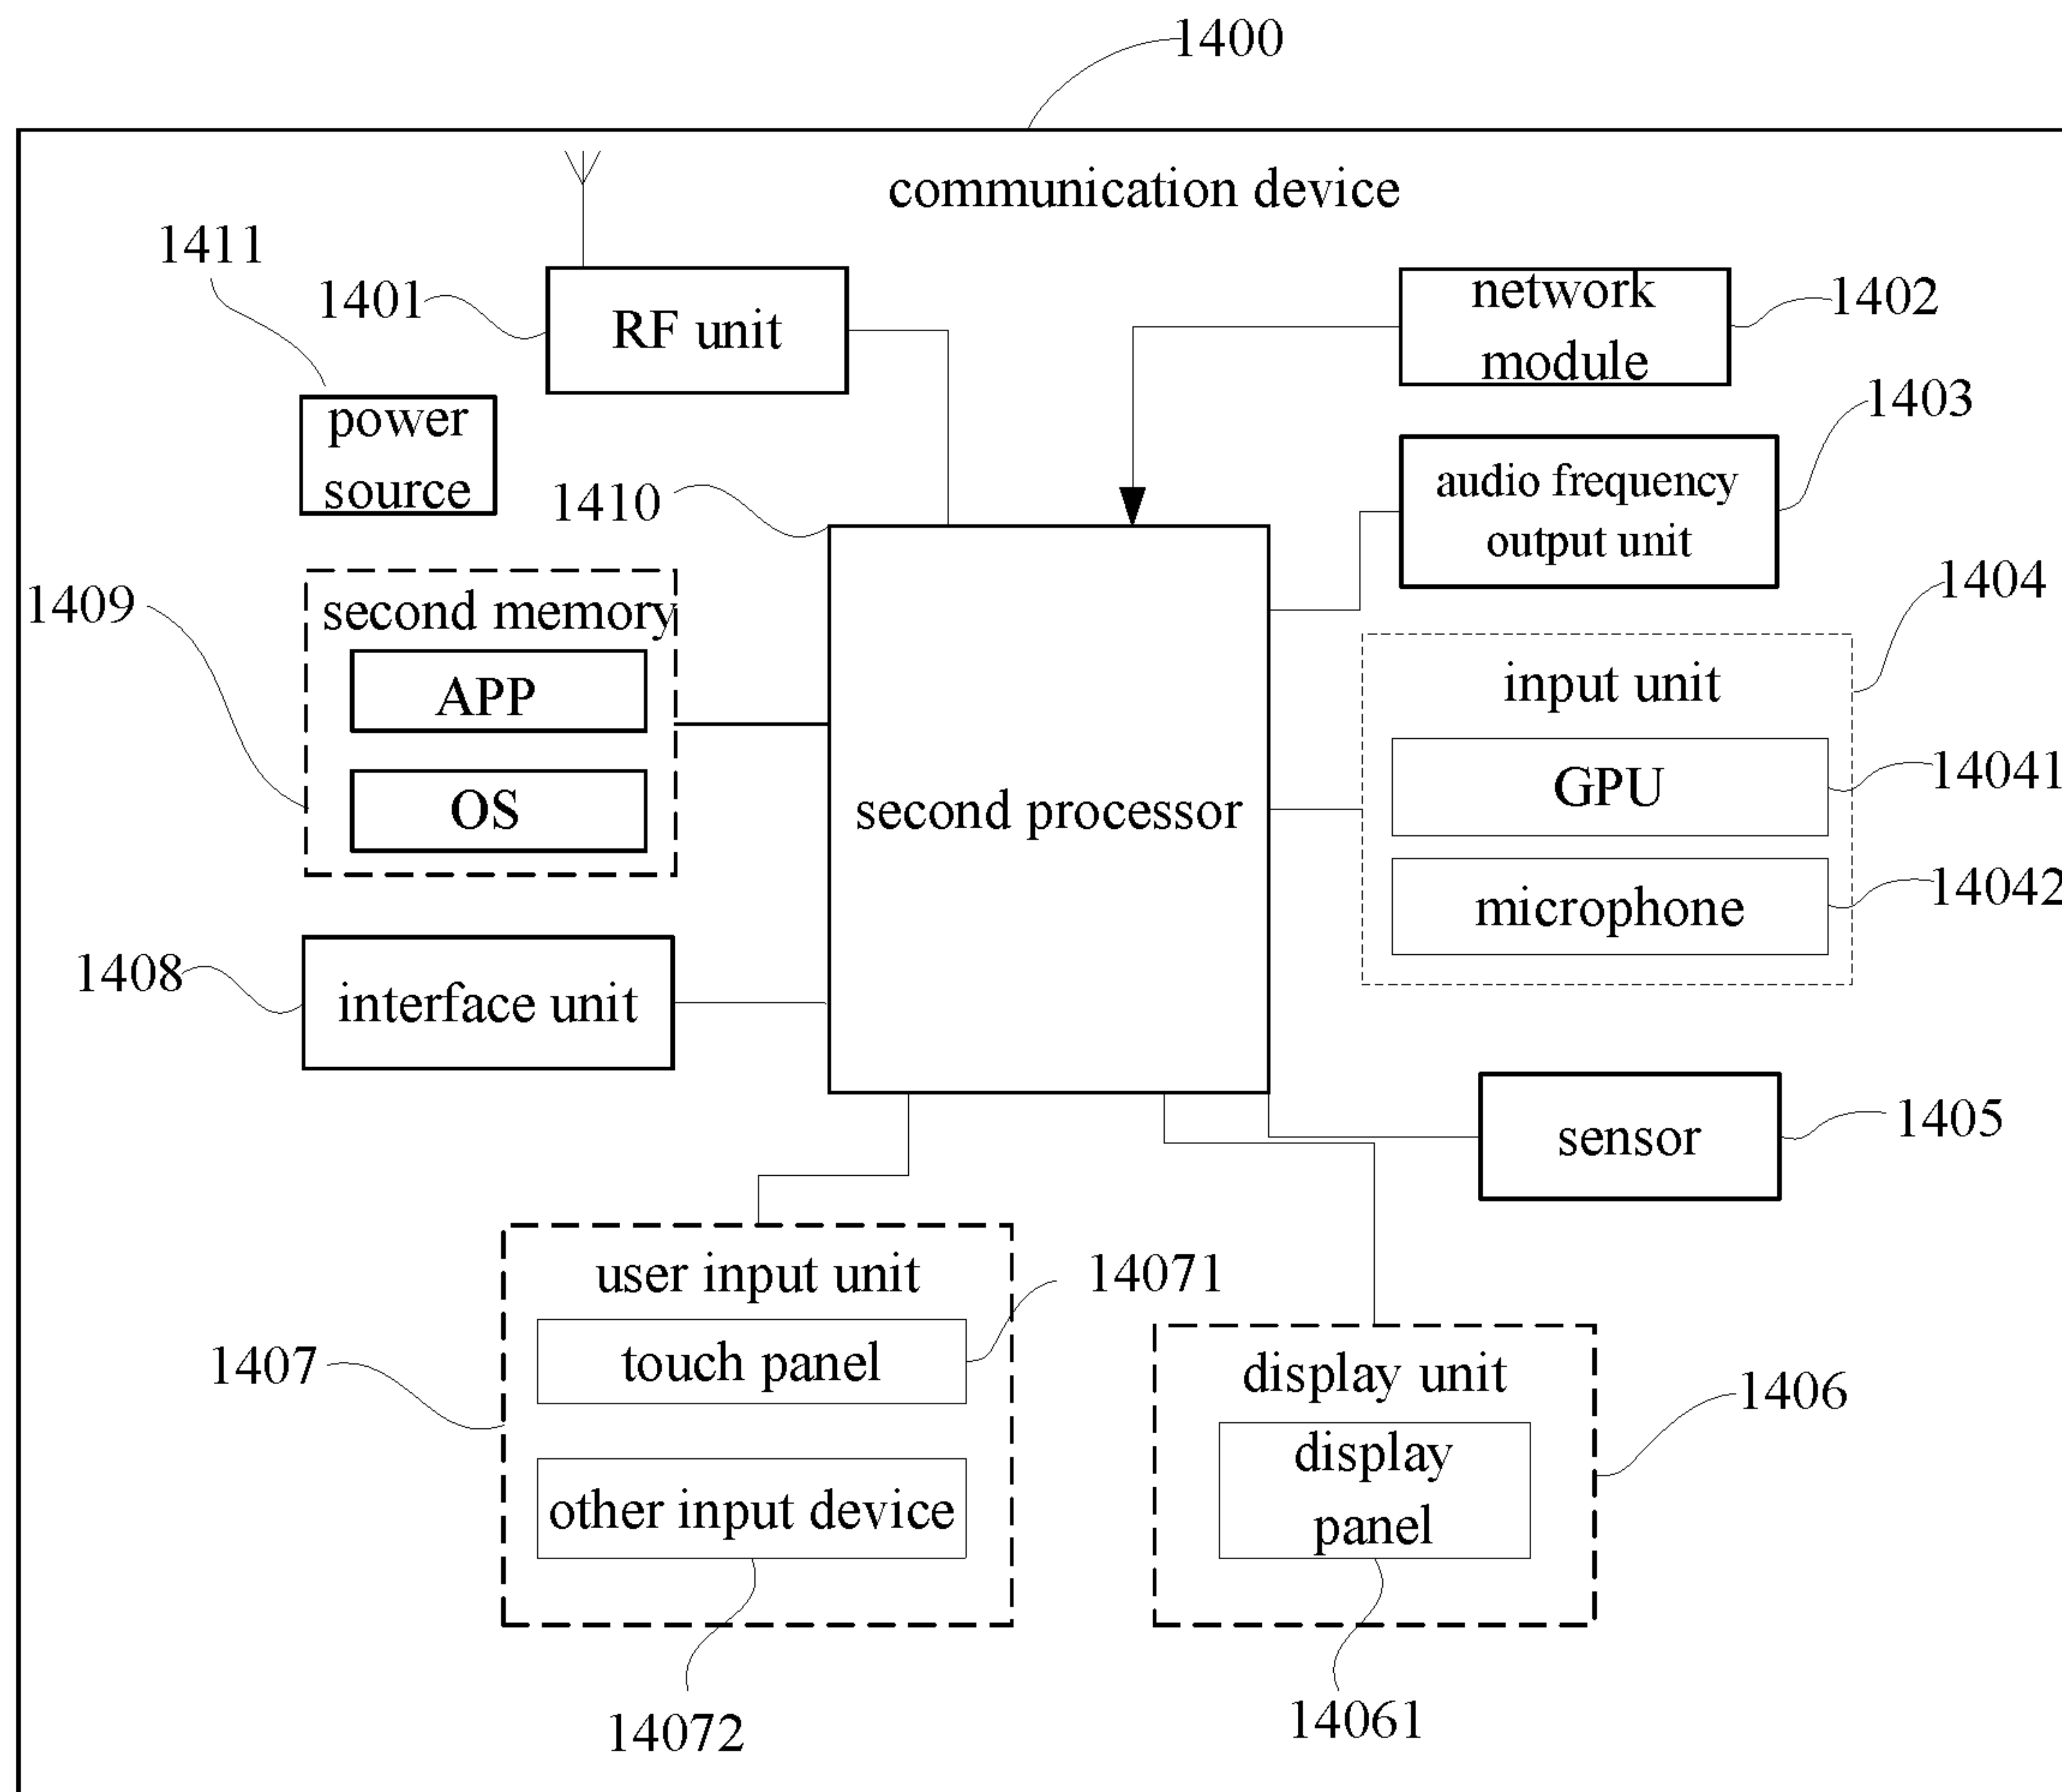 1400
communication device
1411
1401
RF unit
network
module
1402
power
source
1403
audio frequency
output unit
1410
1409
second memory
APP
OS
second processor
1404
input unit
GPU
14041
microphone
14042
1408
interface unit
sensor
1405
user input unit
14071
touch panel
1407
other input device
14072
display unit
1406
display
panel
14061